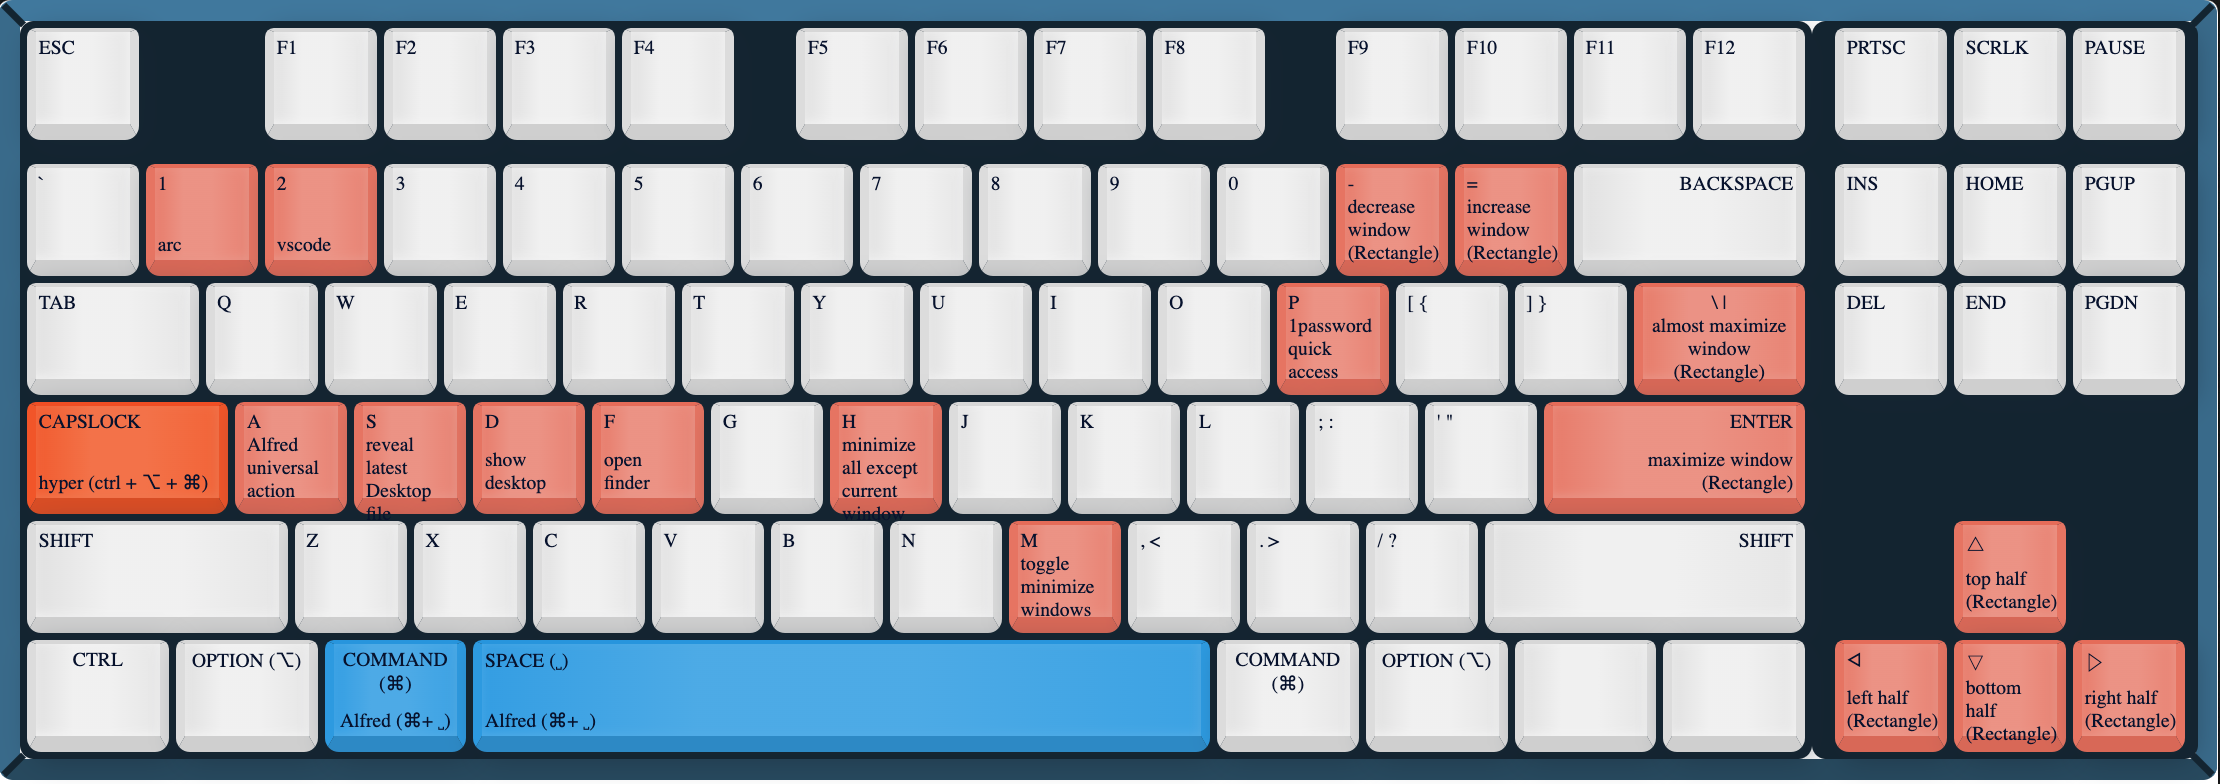 ESC
F1
F2
F3
F4
F5
F6
F7
F8
F9
F10
F11
F12
PRTSC
SCRLK
PAUSE
`
1
arc
2
vscode
3
4
5
6
7
8
9
0
-
decrease
window
(Rectangle)
=
increase
window
(Rectangle)
BACKSPACE
INS
HOME
PGUP
TAB
Q
W
E
R
T
Y
U
I
O
P
1password
quick
access
[ {
] }
\ |
almost maximize
window
(Rectangle)
DEL
END
PGDN
CAPSLOCK
hyper (ctrl + ⌥ + ⌘)
A
Alfred
universal
action
S
reveal
latest
Desktop
file
D
show
desktop
F
open
finder
G
H
minimize
all except
current
window
J
K
L
; :
' "
ENTER
maximize window
(Rectangle)
SHIFT
Z
X
C
V
B
N
M
toggle
minimize
windows
, <
. >
/ ?
SHIFT
△
top half
(Rectangle)
CTRL
OPTION (⌥)
COMMAND
(⌘)
Alfred (⌘+ ⎵)
SPACE (⎵)
Alfred (⌘+ ⎵)
COMMAND
(⌘)
OPTION (⌥)
◁
left half
(Rectangle)
▽
bottom
half
(Rectangle)
▷
right half
(Rectangle)